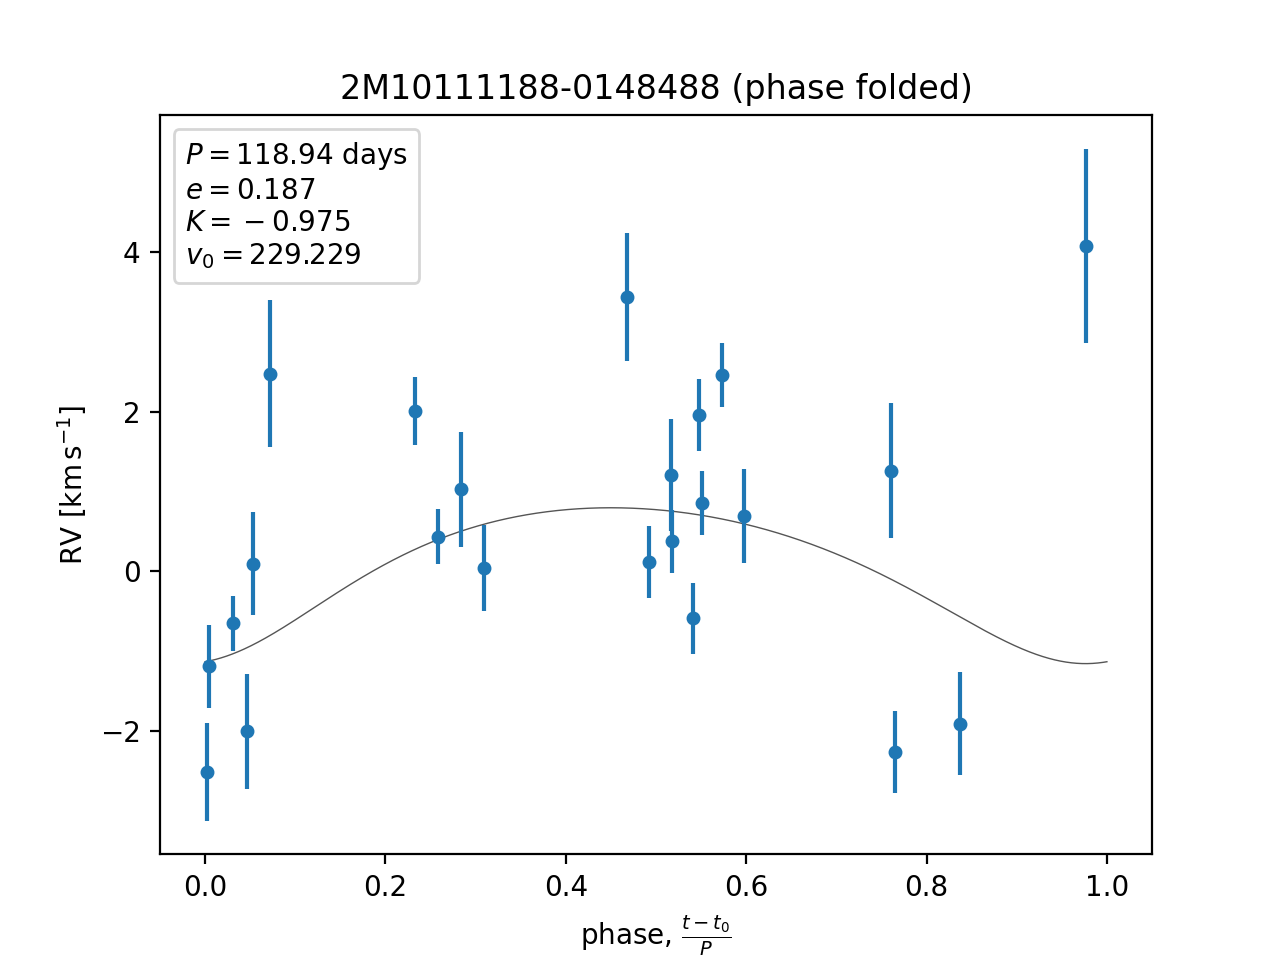 2M10111188-0148488 (phase folded)
P = 118.94 days
e = 0.187
K = −0.975
v₀ = 229.229
4
2
0
−2
RV [km s⁻¹]
0.0 0.2 0.4 0.6 0.8 1.0
phase, (t − t₀)/P